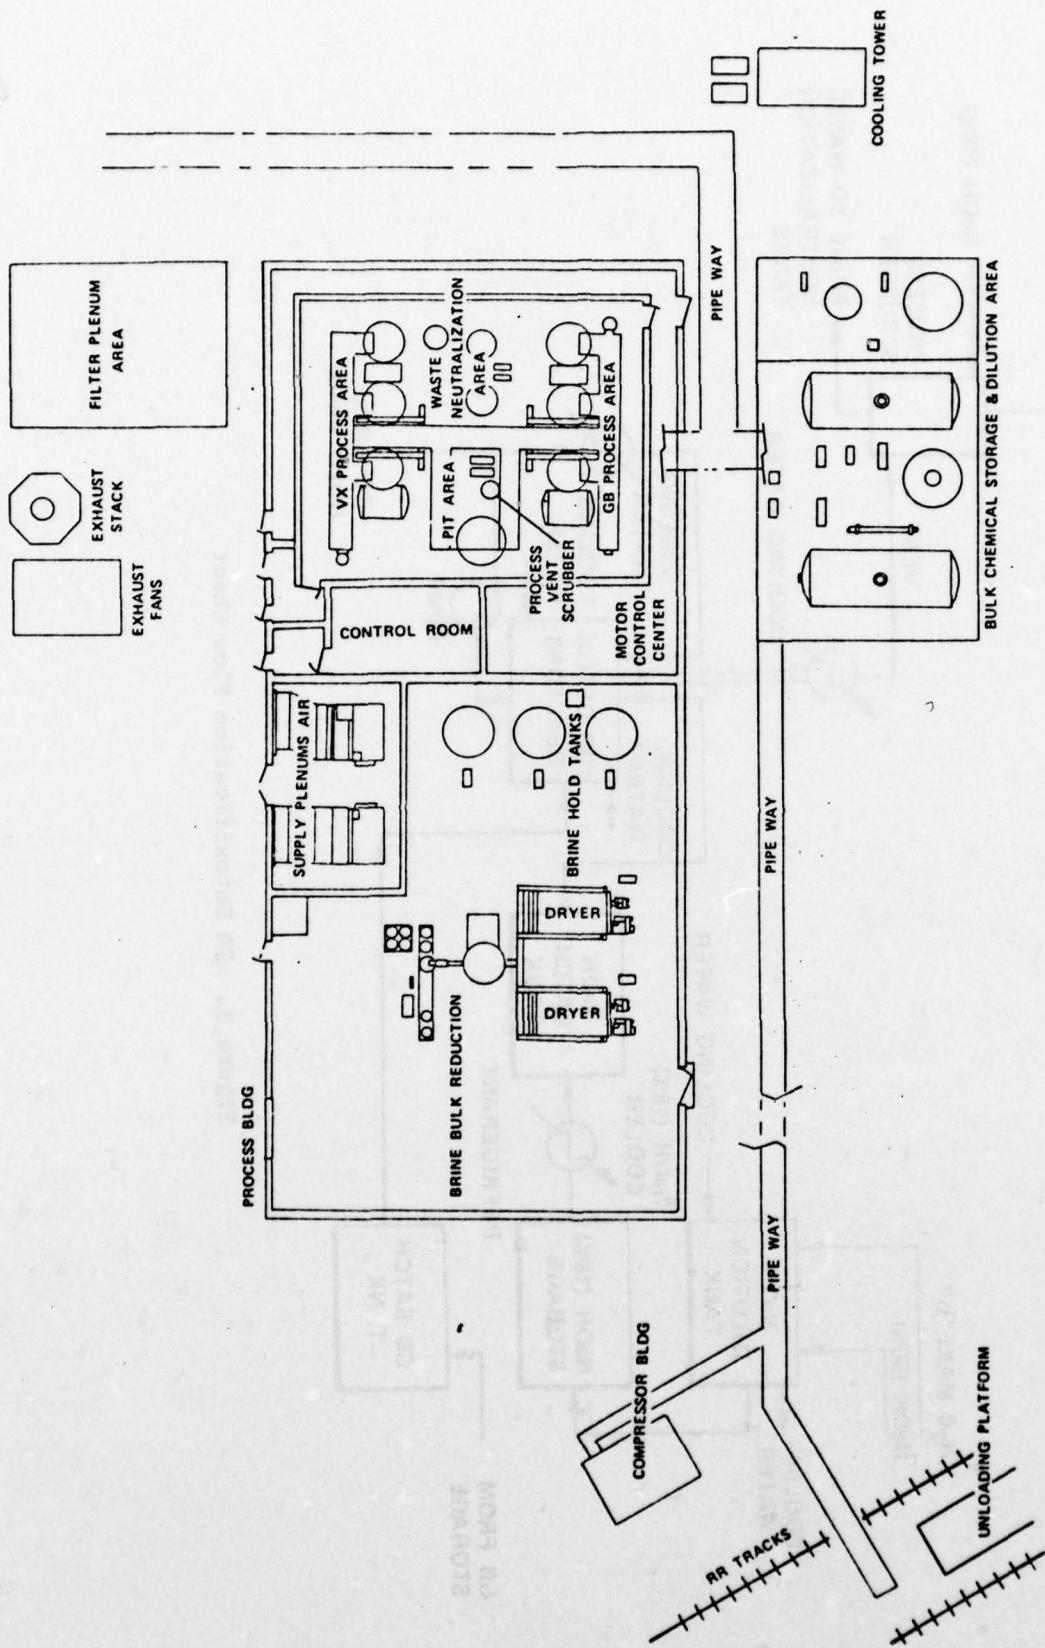 FILTER PLENUM
AREA
EXHAUST
STACK
EXHAUST
FANS
COOLING TOWER
PIPE WAY
VX PROCESS AREA
WASTE
NEUTRALIZATION
AREA
PIT AREA
GB PROCESS AREA
PROCESS
VENT
SCRUBBER
CONTROL ROOM
MOTOR
CONTROL
CENTER
BULK CHEMICAL STORAGE & DILUTION AREA
SUPPLY PLENUMS AIR
BRINE HOLD TANKS
DRYER
DRYER
BRINE BULK REDUCTION
PROCESS BLDG
PIPE WAY
PIPE WAY
COMPRESSOR BLDG
RR TRACKS
UNLOADING PLATFORM